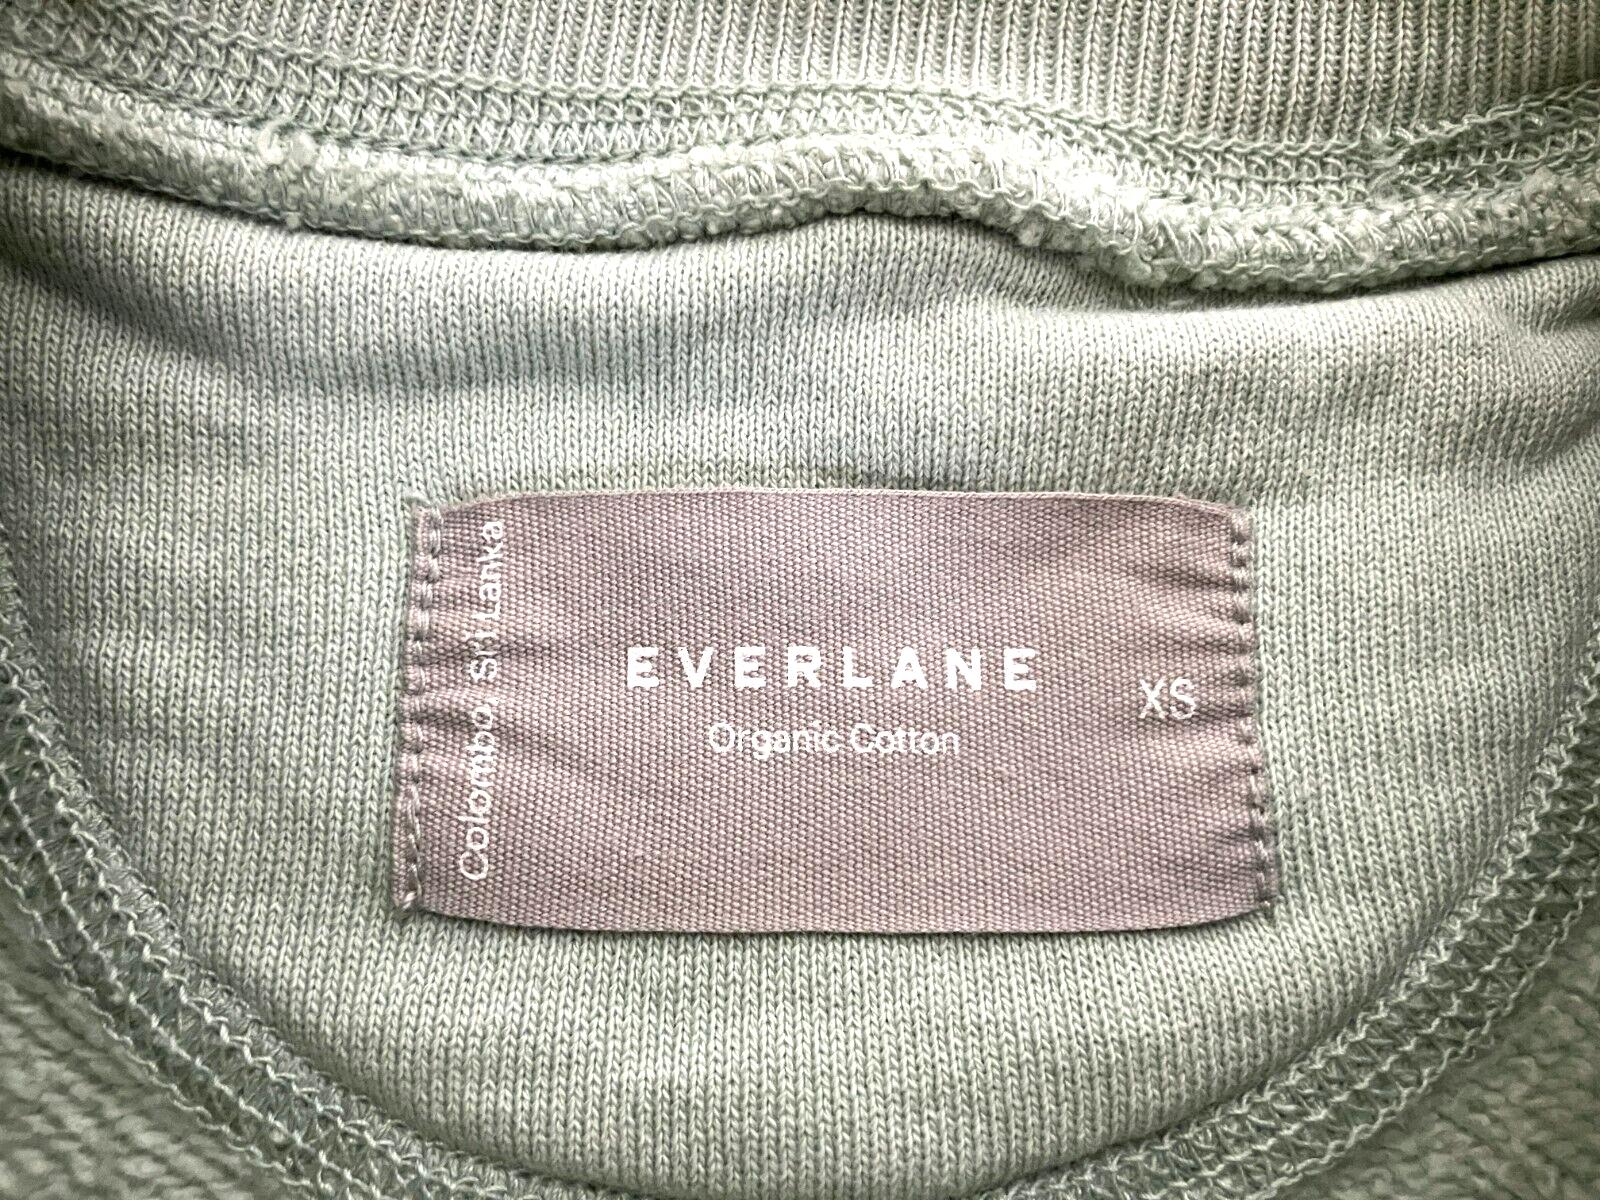 Colombo, Sri Lanka
EVERLANE
Organic Cotton
XS